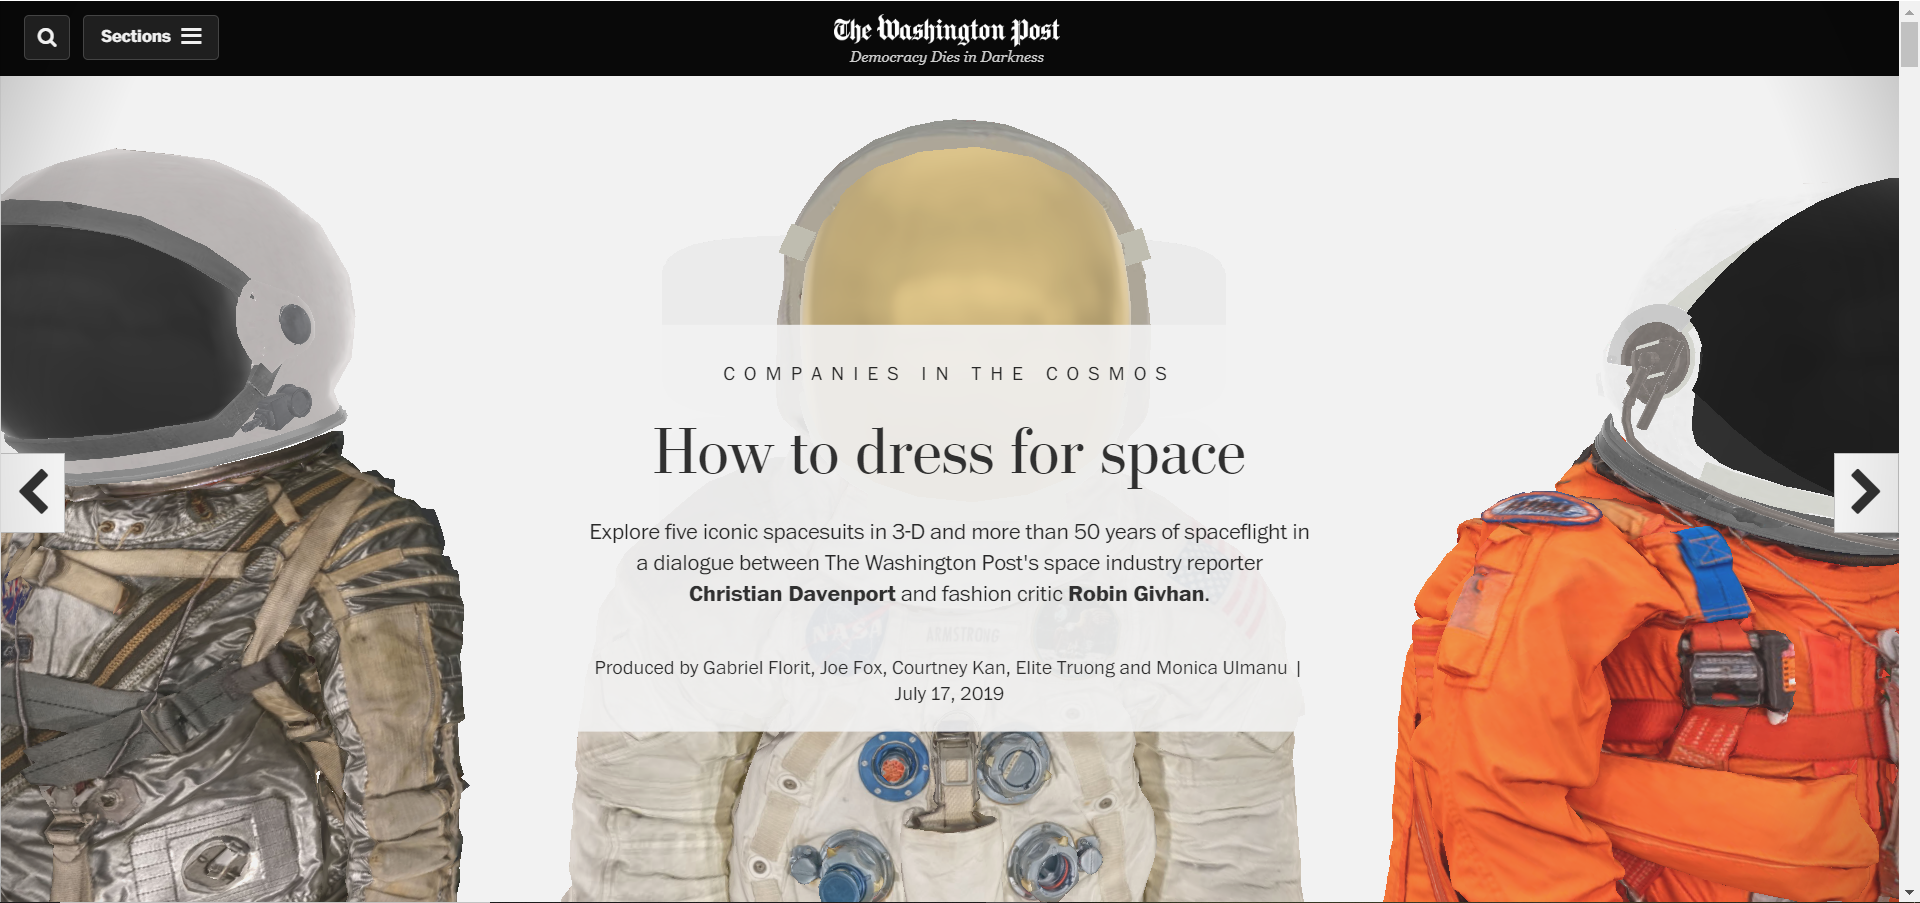 Sections
The Washington Post
Democracy Dies in Darkness
COMPANIES IN THE COSMOS
How to dress for space
Explore five iconic spacesuits in 3-D and more than 50 years of spaceflight in
a dialogue between The Washington Post's space industry reporter
Christian Davenport and fashion critic Robin Givhan.
NASA
ARMSTRONG
Produced by Gabriel Florit, Joe Fox, Courtney Kan, Elite Truong and Monica Ulmanu |
July 17, 2019